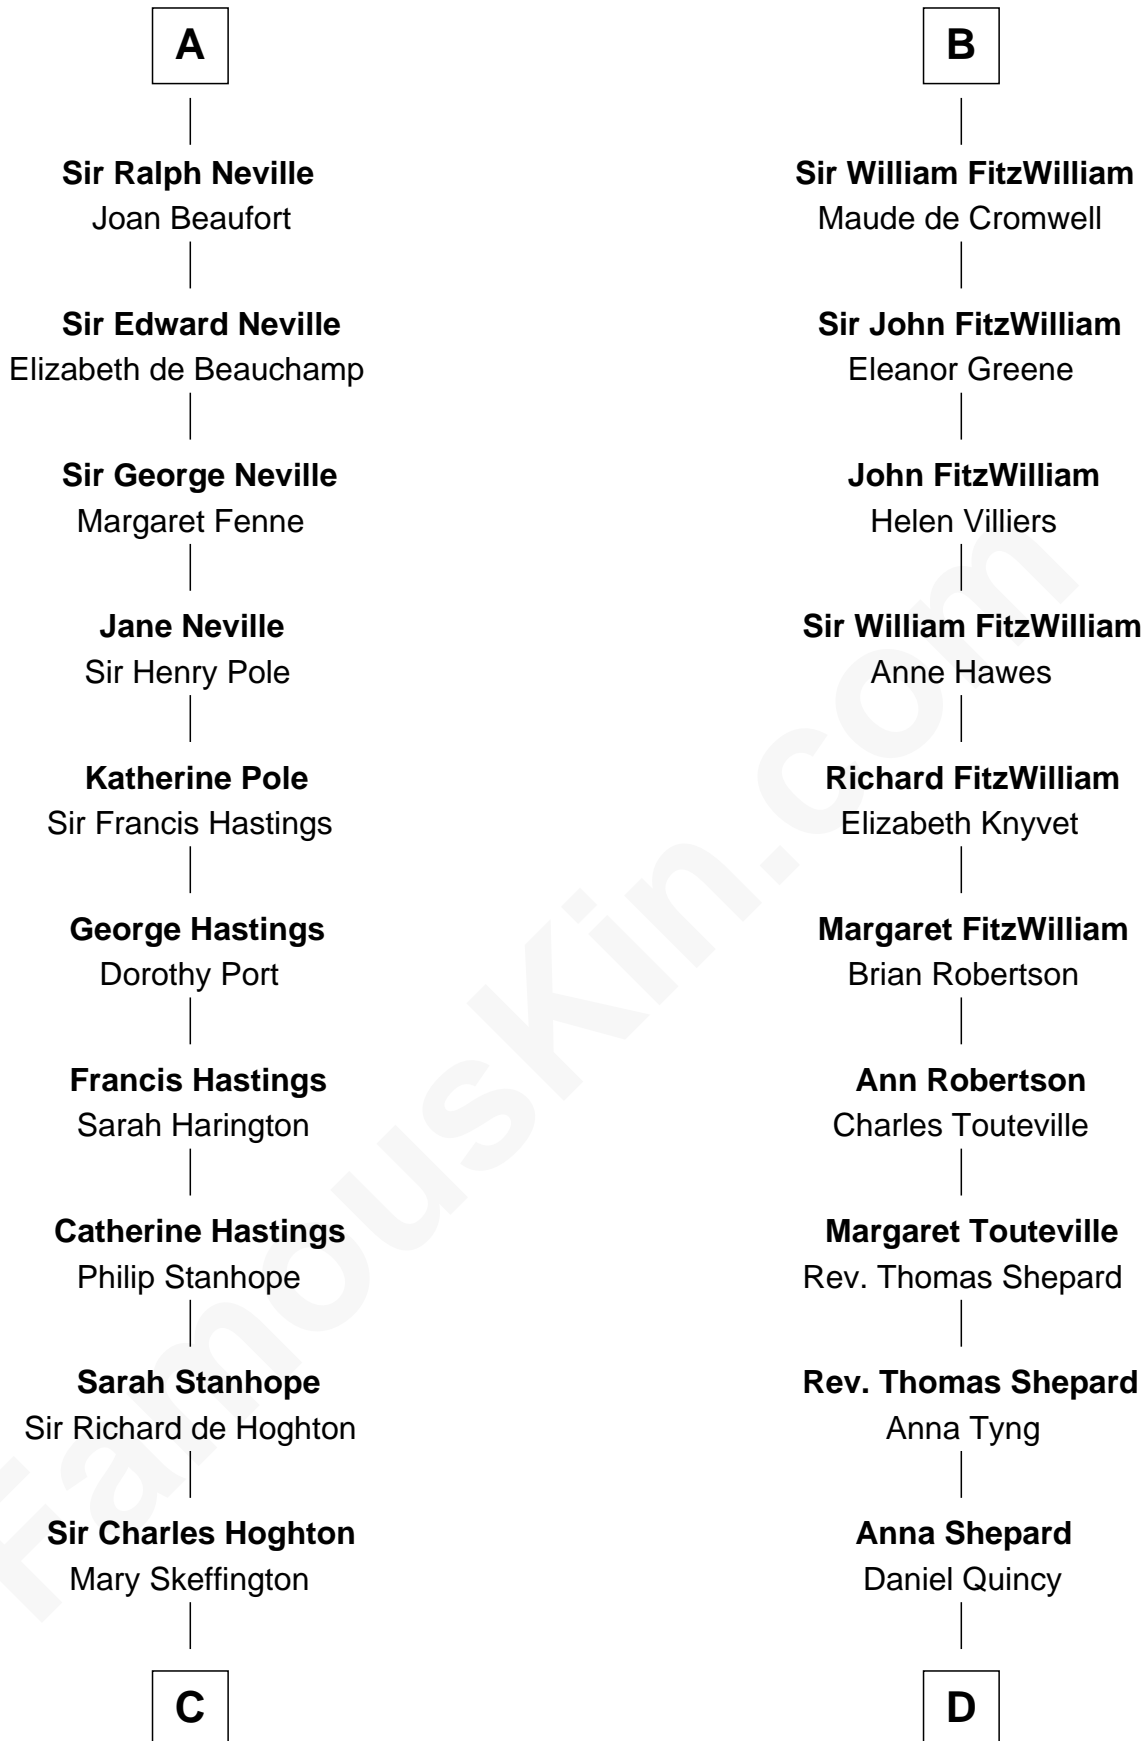 A
Sir Ralph Neville
Joan Beaufort
Sir Edward Neville
Elizabeth de Beauchamp
Sir George Neville
Margaret Fenne
Jane Neville
Sir Henry Pole
Katherine Pole
Sir Francis Hastings
George Hastings
Dorothy Port
Francis Hastings
Sarah Harington
Catherine Hastings
Philip Stanhope
Sarah Stanhope
Sir Richard de Hoghton
Sir Charles Hoghton
Mary Skeffington
C
B
Sir William FitzWilliam
Maude de Cromwell
Sir John FitzWilliam
Eleanor Greene
John FitzWilliam
Helen Villiers
Sir William FitzWilliam
Anne Hawes
Richard FitzWilliam
Elizabeth Knyvet
Margaret FitzWilliam
Brian Robertson
Ann Robertson
Charles Touteville
Margaret Touteville
Rev. Thomas Shepard
Rev. Thomas Shepard
Anna Tyng
Anna Shepard
Daniel Quincy
D
FamousKin.com